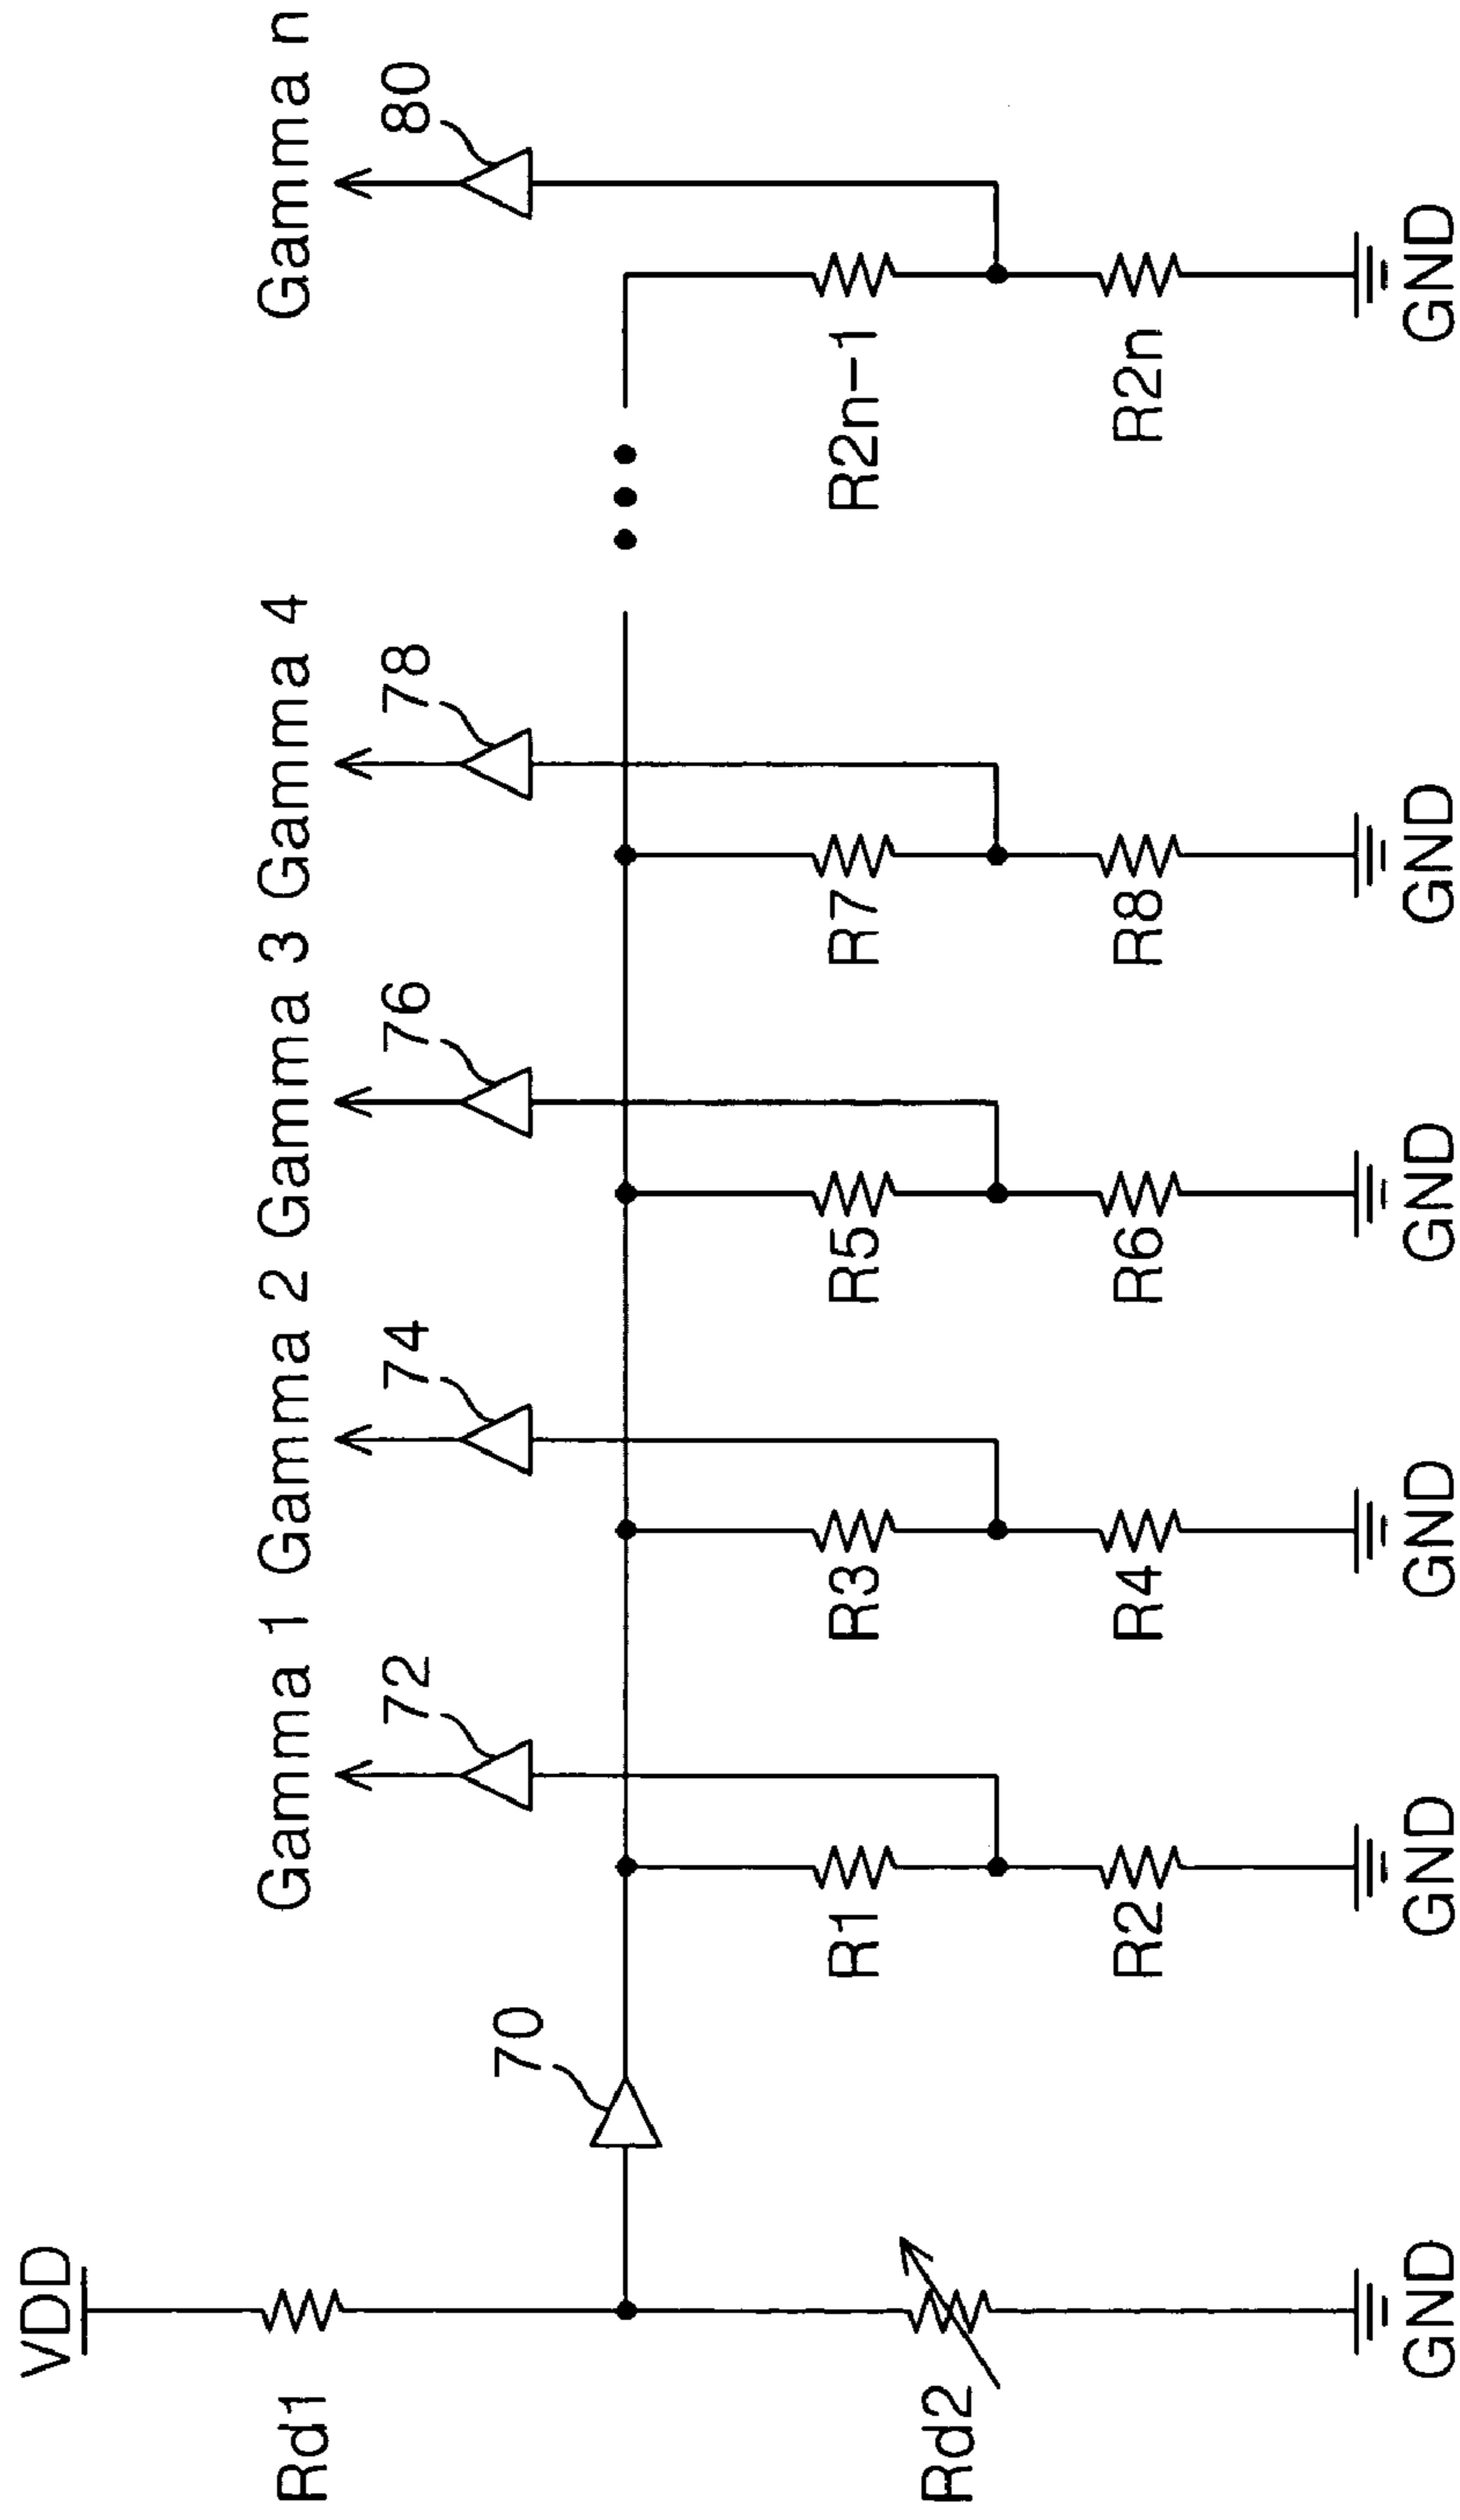 VDD
Rd1
Rd2
GND
70
Gamma 1
72
R1
R2
GND
Gamma 2
74
R3
R4
GND
Gamma 3
76
R5
R6
GND
Gamma 4
78
R7
R8
GND
Gamma n
80
R2n-1
R2n
GND